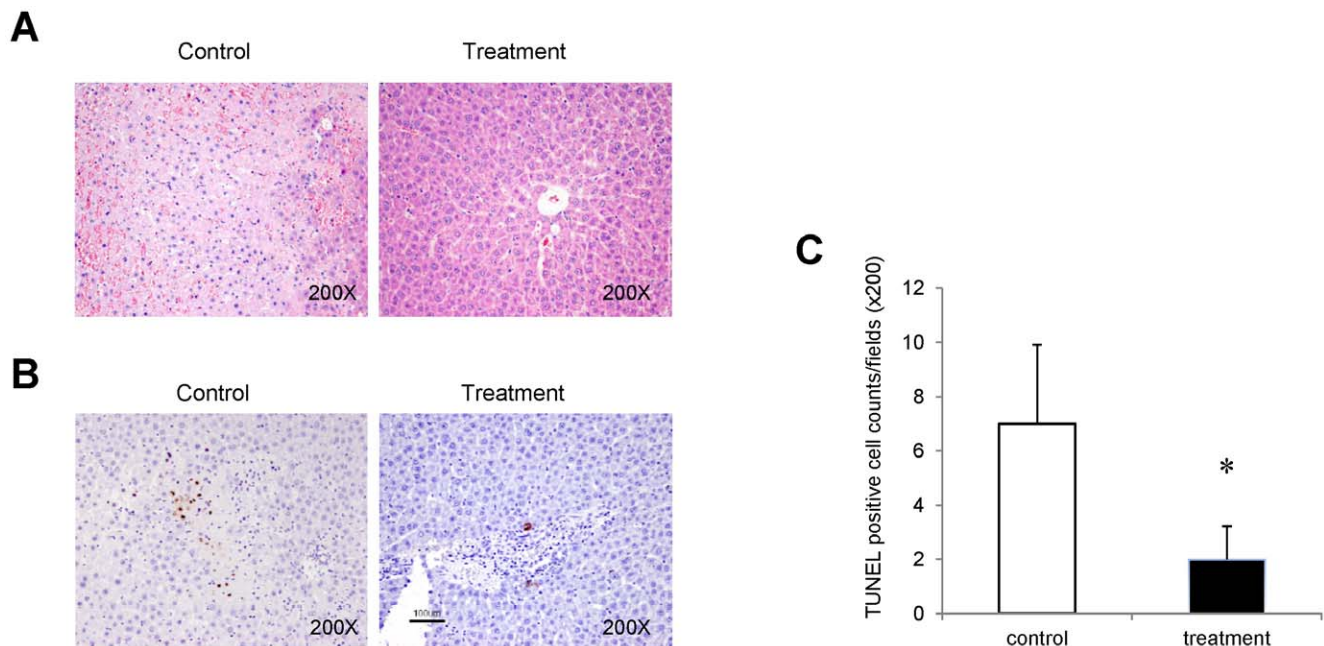 A
Control Treatment
200X 200X
B
Control Treatment
100um
200X 200X
C
TUNEL positive cell counts/fields (x200)
12
10
8
6
4
2
0
*
control treatment